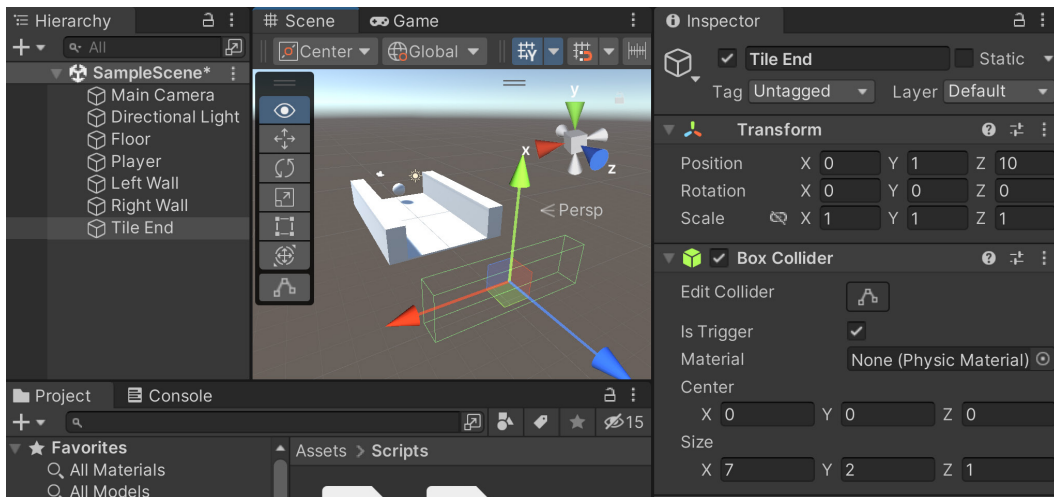 Hierarchy
All
SampleScene*
Main Camera
Directional Light
Floor
Player
Left Wall
Right Wall
Tile End
Scene
Game
Center
Global
y
x
z
Persp
Inspector
Tile End
Static
Tag Untagged Layer Default
Transform
Position X 0 Y 1 Z 10
Rotation X 0 Y 0 Z 0
Scale X 1 Y 1 Z 1
Box Collider
Edit Collider
Is Trigger
Material None (Physic Material)
Center
X 0 Y 0 Z 0
Size
X 7 Y 2 Z 1
Project
Console
15
Favorites
All Materials
All Models
Assets > Scripts